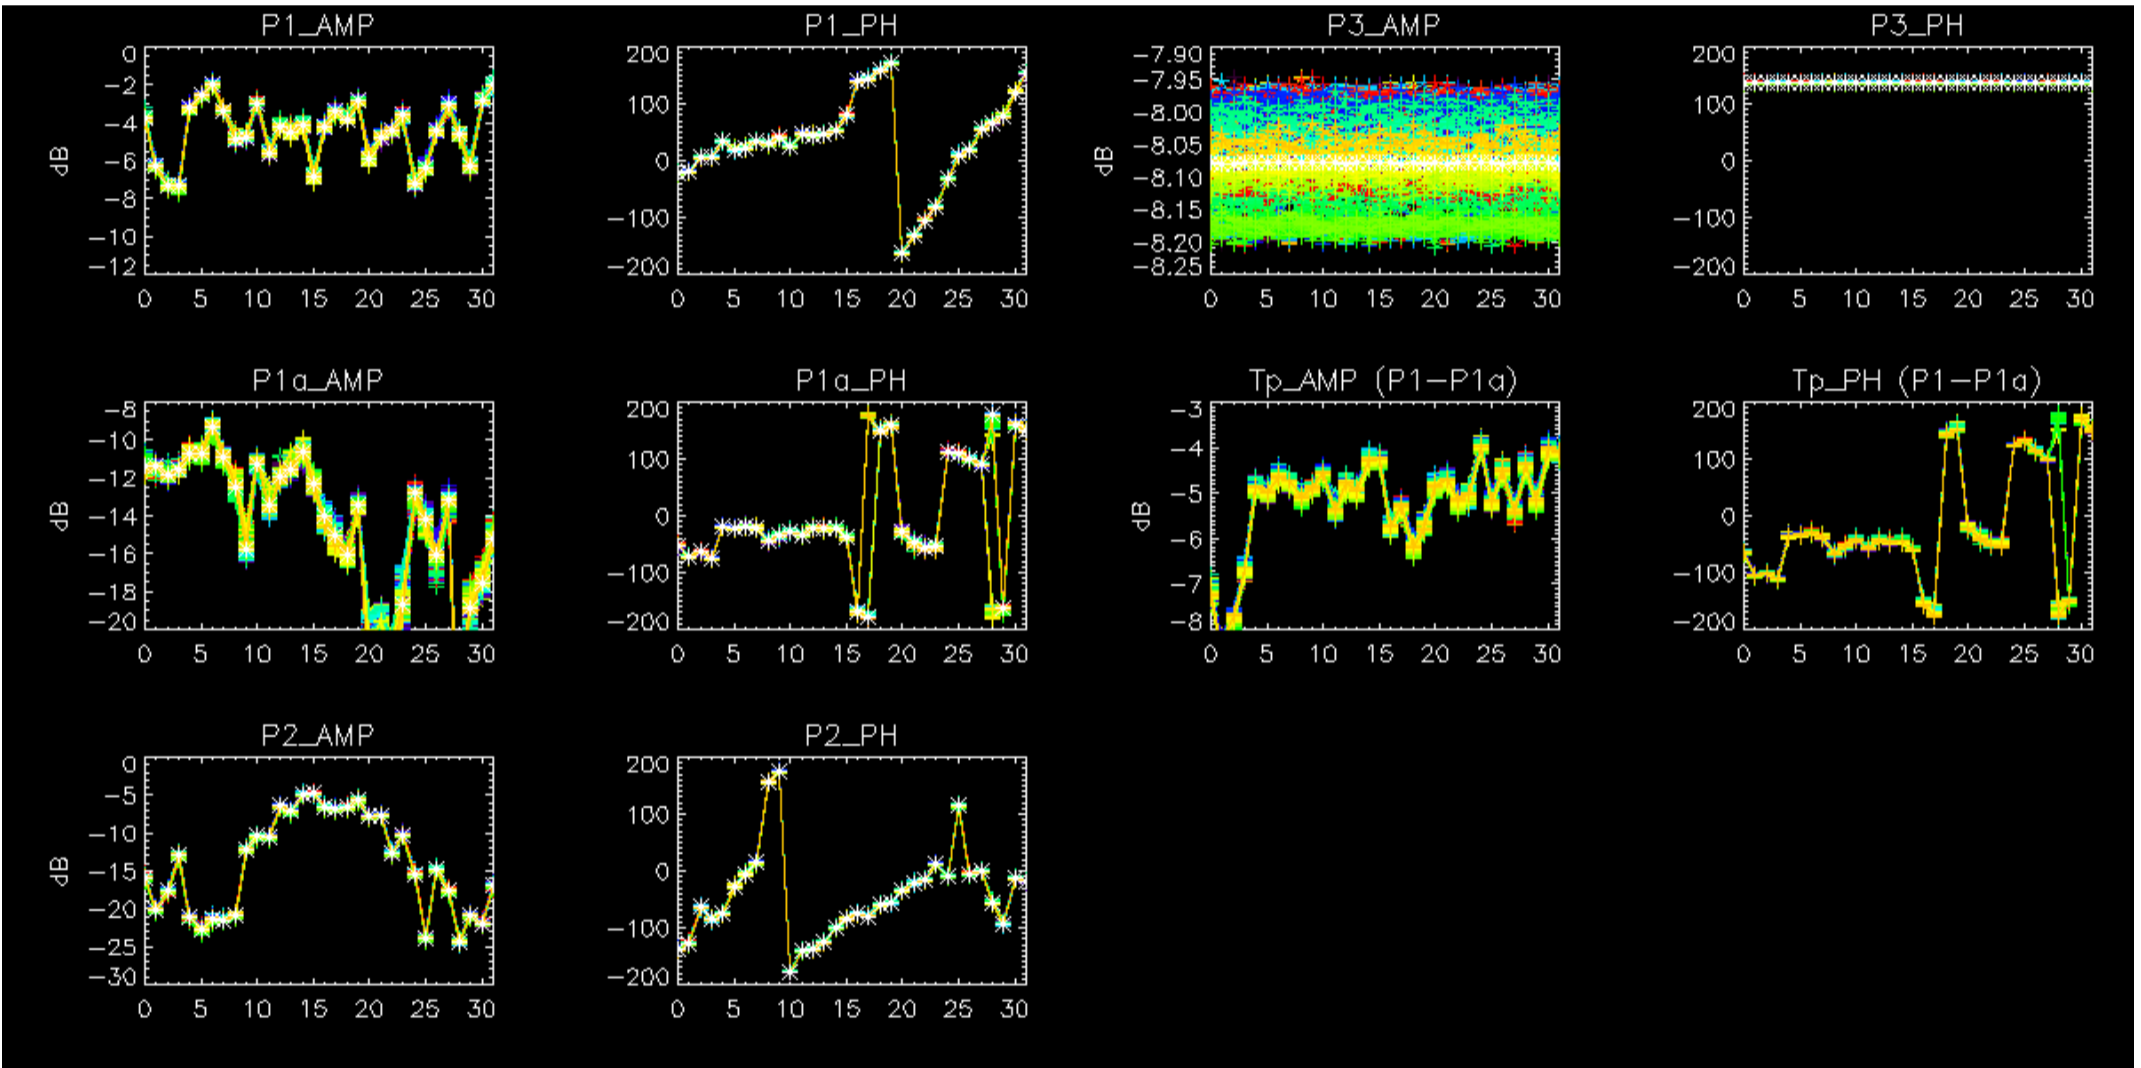 P1_AMP P1_PH P3_AMP P3_PH
0 200 -7.90 200
-2 100 -7.95 100
-4 0 -8.00 0
-6 -100 -8.05 -100
-8 -200 -8.10 -200
-10 -8.15
-12 -8.20
-8.25
dB dB
0 5 10 15 20 25 30 0 5 10 15 20 25 30 0 5 10 15 20 25 30 0 5 10 15 20 25 30
P1a_AMP P1a_PH Tp_AMP (P1-P1a) Tp_PH (P1-P1a)
-8 200 -3 200
-10 100 -4 100
-12 0 -5 0
-14 -100 -6 -100
-16 -200 -7 -200
-18 -8
-20
dB dB
0 5 10 15 20 25 30 0 5 10 15 20 25 30 0 5 10 15 20 25 30 0 5 10 15 20 25 30
P2_AMP P2_PH
0 200
-5 100
-10 0
-15 -100
-20 -200
-25
-30
dB
0 5 10 15 20 25 30 0 5 10 15 20 25 30